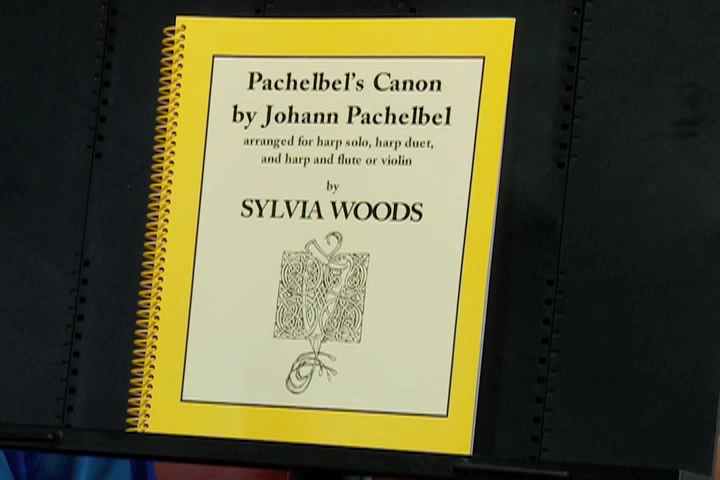 Pachelbel's Canon
by Johann Pachelbel
arranged for harp solo, harp duet,
and harp and flute or violin
by
SYLVIA WOODS